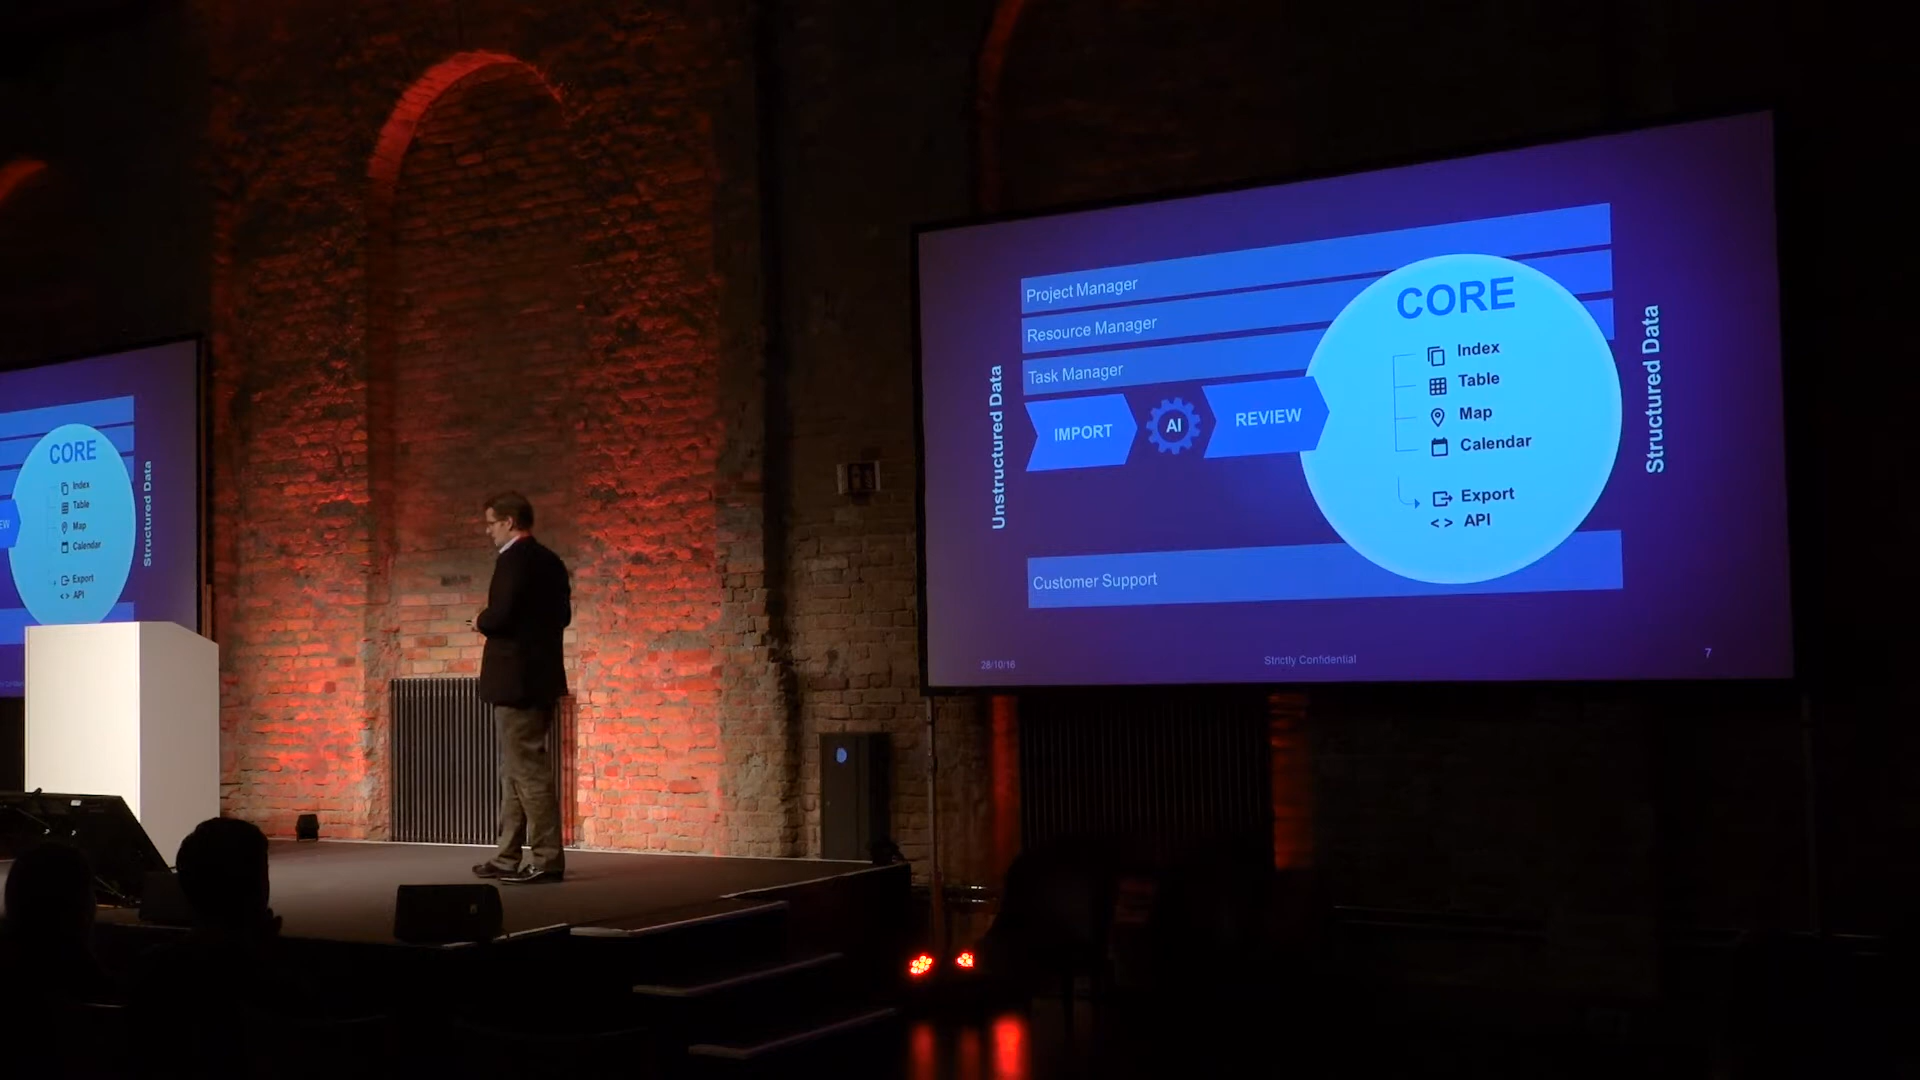 CORE
Index
Table
Map
Calendar
Export
API
Structured Data
Unstructured Data
Project Manager
Resource Manager
Task Manager
IMPORT
AI
REVIEW
CORE
Index
Table
Map
Calendar
Export
<> API
Customer Support
Structured Data
28/10/16
Strictly Confidential
7